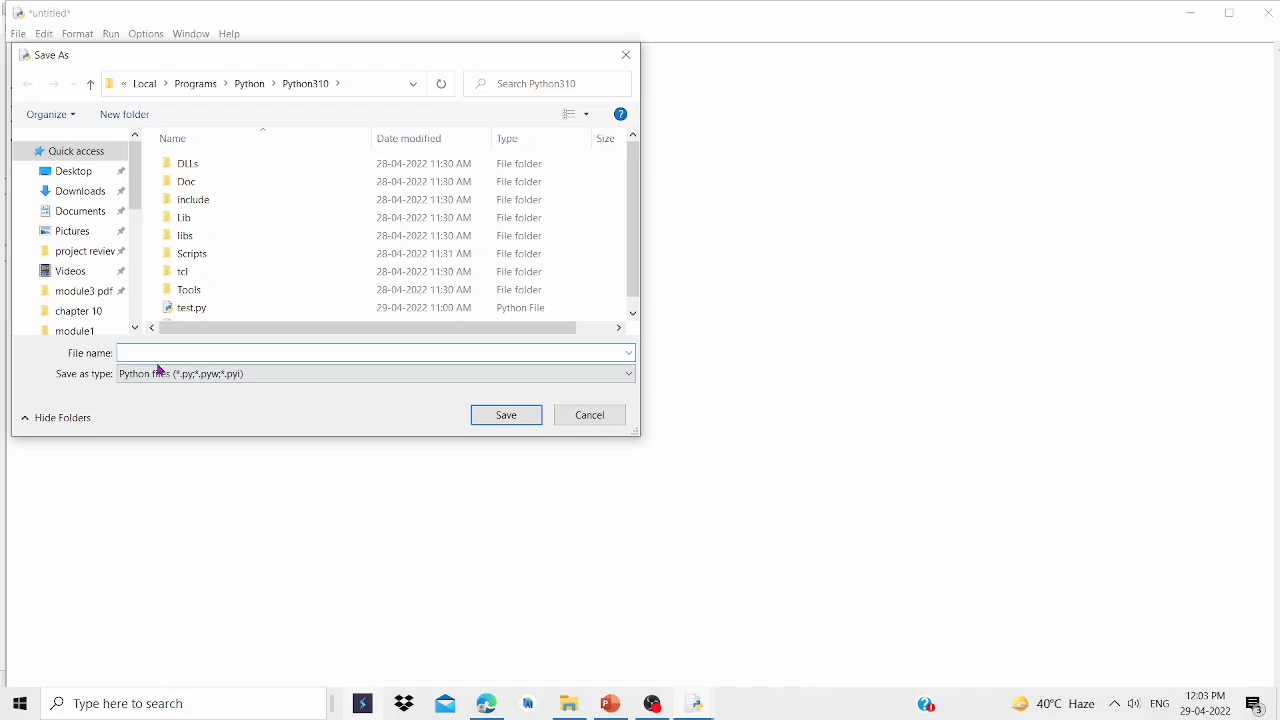 *untitled*
File Edit Format Run Options Window Help
Save As
« Local > Programs > Python > Python310 >
Search Python310
Organize
New folder
Name Date modified Type Size
Quick access
Desktop
Downloads
Documents
Pictures
project review
Videos
module3 pdf
chapter 10
module1
DLLs 28-04-2022 11:30 AM File folder
Doc 28-04-2022 11:30 AM File folder
include 28-04-2022 11:30 AM File folder
Lib 28-04-2022 11:30 AM File folder
libs 28-04-2022 11:30 AM File folder
Scripts 28-04-2022 11:31 AM File folder
tcl 28-04-2022 11:30 AM File folder
Tools 28-04-2022 11:30 AM File folder
test.py 29-04-2022 11:00 AM Python File
File name:
Save as type: Python files (*.py;*.pyw;*.pyi)
Hide Folders
Save
Cancel
Type here to search
40°C Haze
ENG
12:03 PM
29-04-2022
3